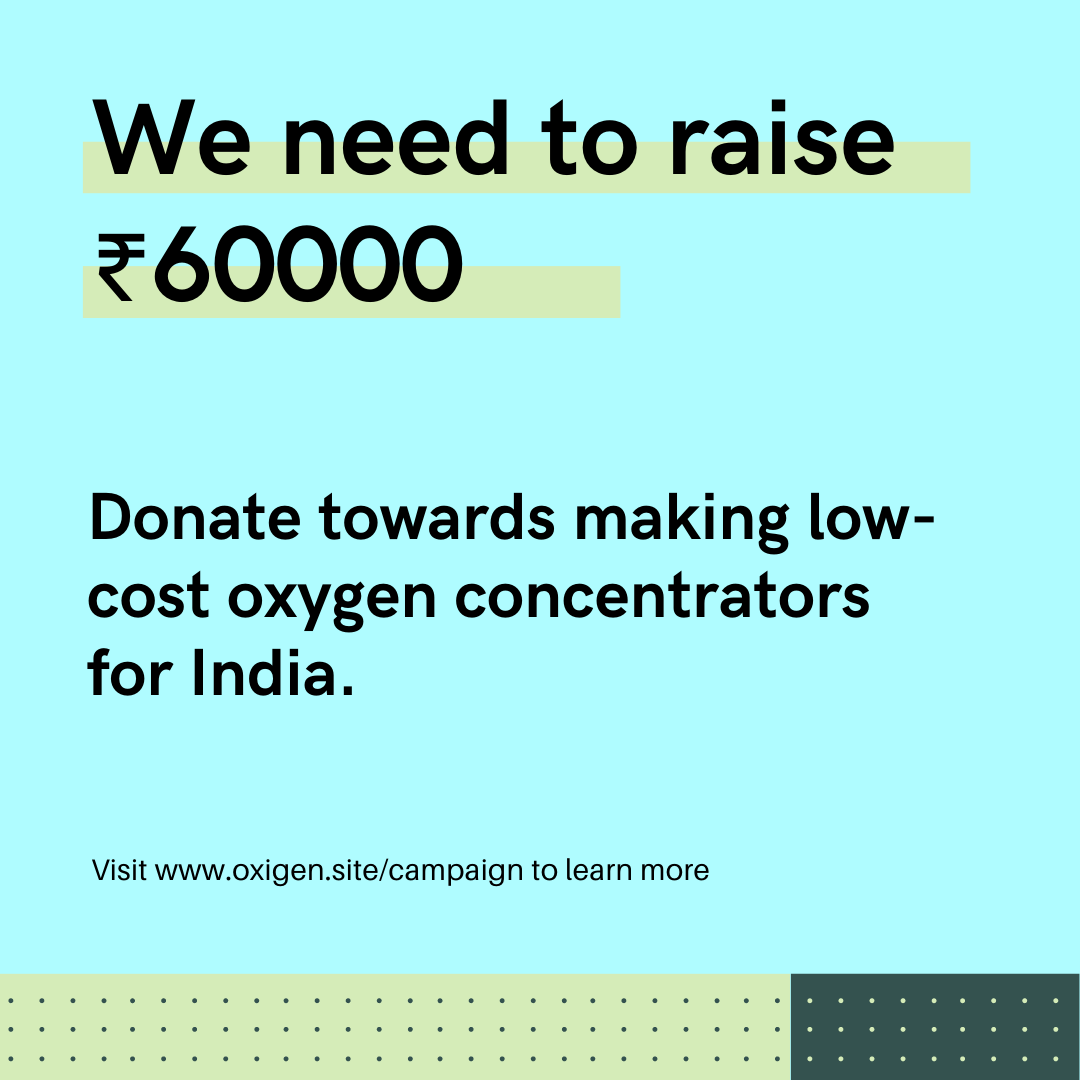 We need to raise
₹60000
Donate towards making low-
cost oxygen concentrators
for India.
Visit www.oxigen.site/campaign to learn more